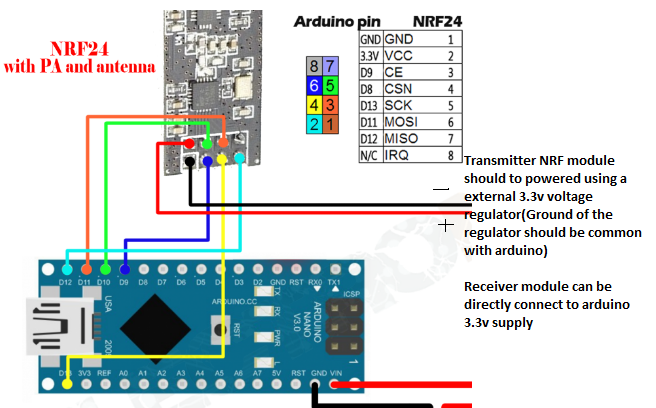 Arduino pin NRF24
NRF24
with PA and antenna
GND GND 1
3.3V VCC 2
D9 CE 3
D8 CSN 4
D13 SCK 5
D11 MOSI 6
D12 MISO 7
N/C IRQ 8
8 7
6 5
4 3
2 1
Transmitter NRF module
should to powered using a
external 3.3v voltage
regulator(Ground of the
regulator should be common
with arduino)
Receiver module can be
directly connect to arduino
3.3v supply
— 
+
D12 D11 D10 D9 D8 D7 D6 D5 D4 D3 D2 GND RST RX0 TX1
ARDUINO.CC
USA
200
RST
TX
RX
PWR
L
ARDUINO
NANO
V3.0
ICSP
1
D13 3V3 REF A0 A1 A2 A3 A4 A5 A6 A7 5V RST GND VIN